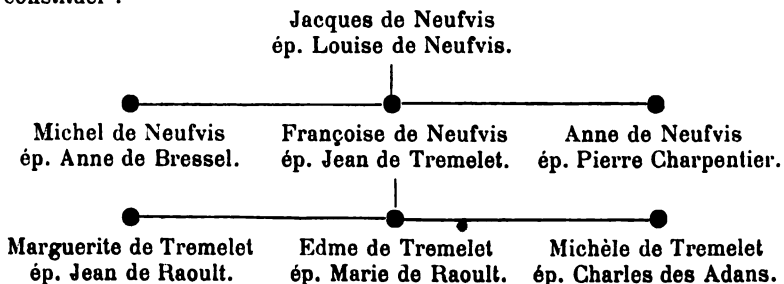 Jacques de Neufvis
ép. Louise de Neufvis.
Michel de Neufvis
ép. Anne de Bressel.
Françoise de Neufvis
ép. Jean de Tremelet.
Anne de Neufvis
ép. Pierre Charpentier.
Marguerite de Tremelet
ép. Jean de Raoult.
Edme de Tremelet
ép. Marie de Raoult.
Michèle de Tremelet
ép. Charles des Adans.